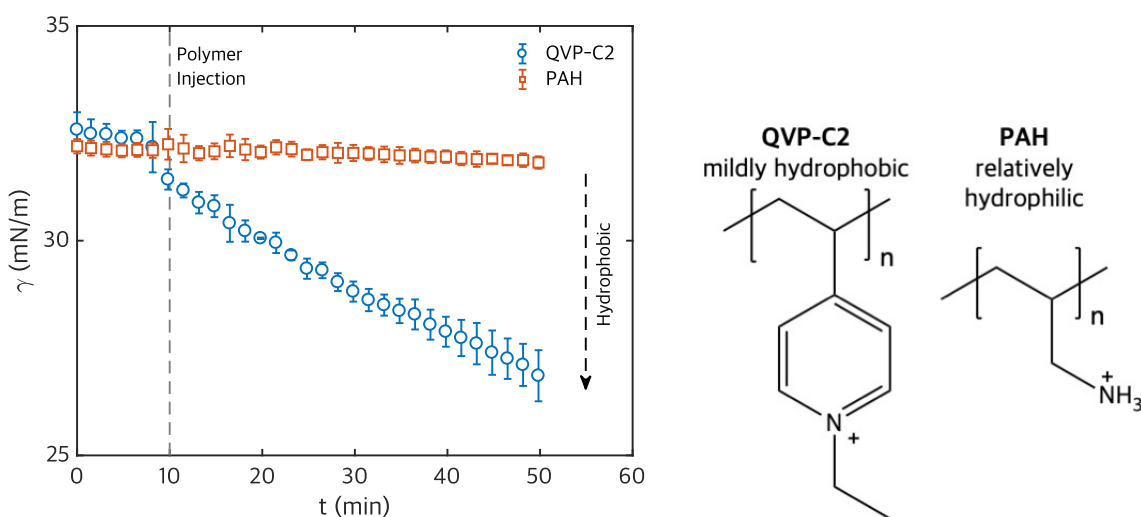 35
30
25
γ (mN/m)
0
10
20
30
40
50
60
t (min)
Polymer
Injection
QVP-C2
PAH
Hydrophobic
QVP-C2
mildly hydrophobic
n
N
+
PAH
relatively
hydrophilic
n
+
NH3